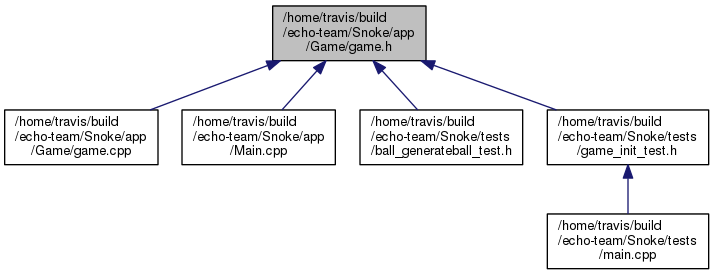 /home/travis/build
/echo-team/Snoke/app
/Game/game.h
/home/travis/build
/echo-team/Snoke/app
/Game/game.cpp
/home/travis/build
/echo-team/Snoke/app
/Main.cpp
/home/travis/build
/echo-team/Snoke/tests
/ball_generateball_test.h
/home/travis/build
/echo-team/Snoke/tests
/game_init_test.h
/home/travis/build
/echo-team/Snoke/tests
/main.cpp